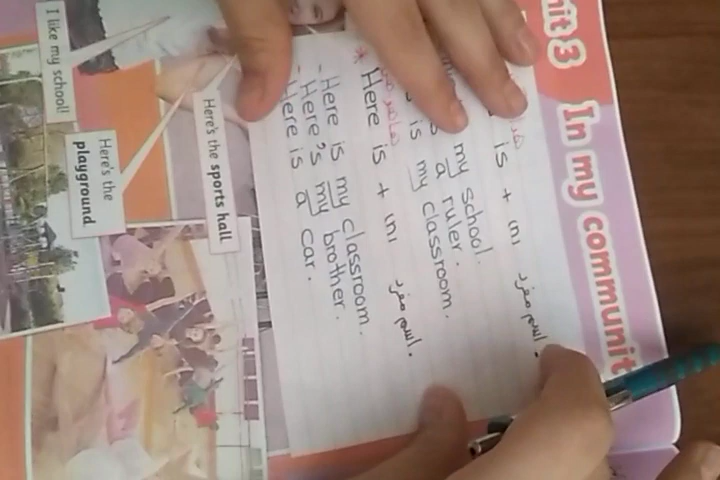 Unit 3 In my communit
is + اسم مفرد.
my school.
a ruler.
is my classroom.
* Here is + اسم مفرد.
- Here is my classroom.
- Here's my brother.
- Here is a car.
Here's the sports hall
Here's the playground
I like my school!